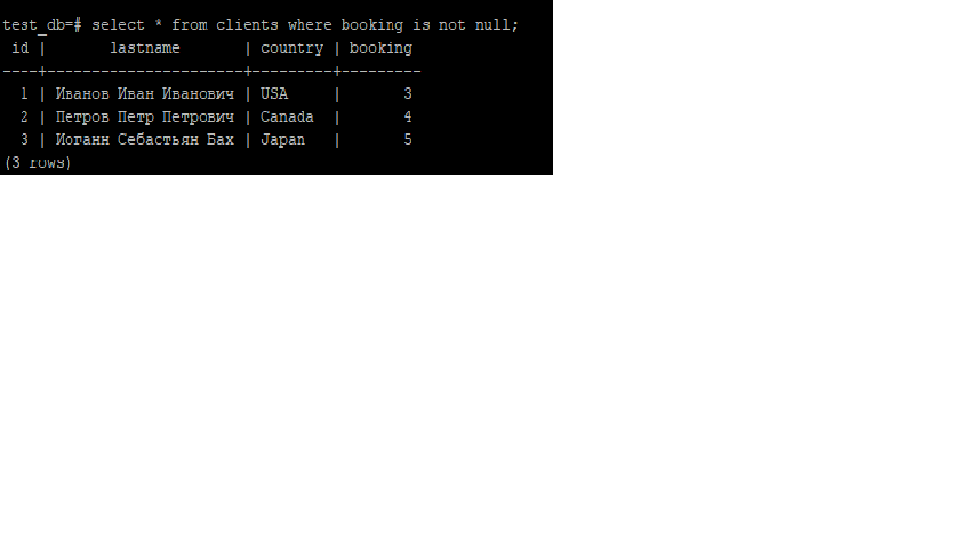 test_db=# select * from clients where booking is not null;
 id |       lastname       | country | booking
----+----------------------+---------+---------
  1 | Иванов Иван Иванович | USA     |       3
  2 | Петров Петр Петрович | Canada  |       4
  3 | Иоганн Себастьян Бах | Japan   |       5
(3 rows)